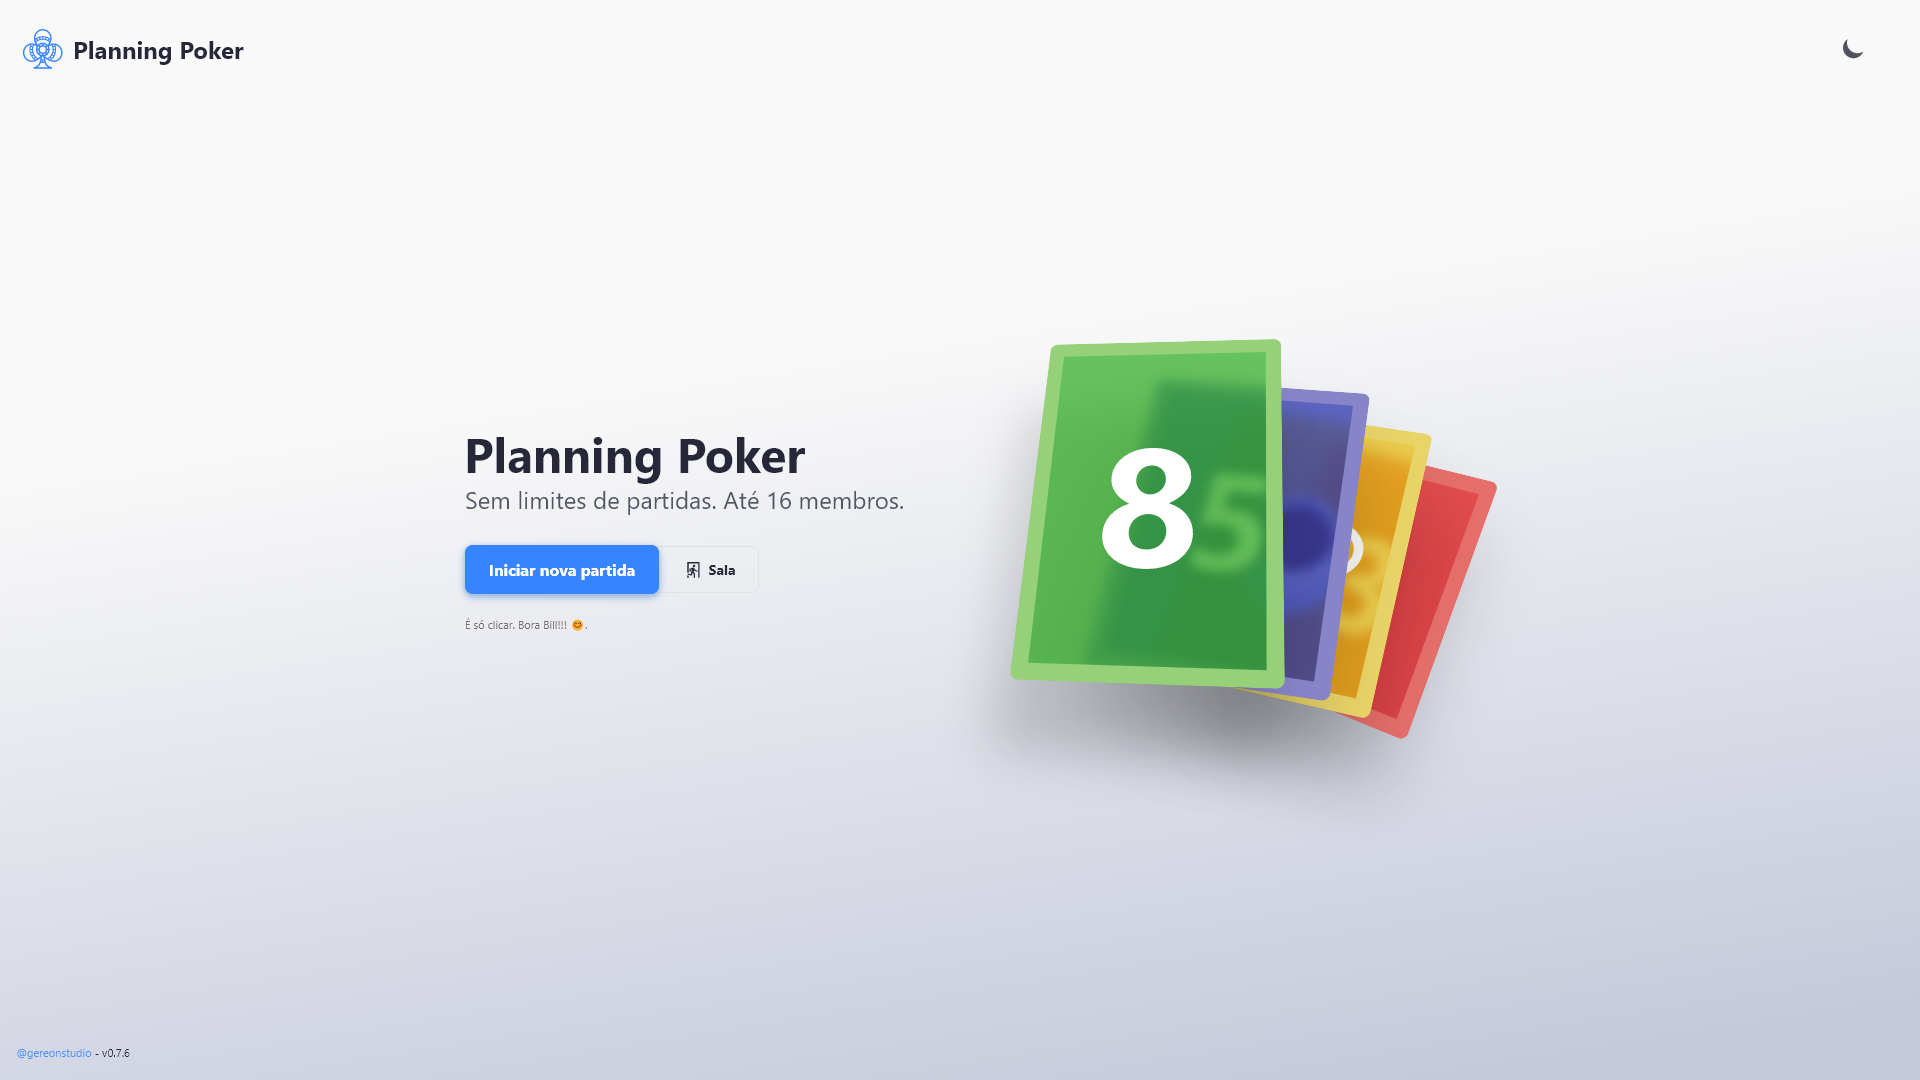 Planning Poker
Planning Poker
Sem limites de partidas. Até 16 membros.
Iniciar nova partida
Sala
É só clicar. Bora Bill!!! 😊.
8
5
@gereonstudio - v0.7.6